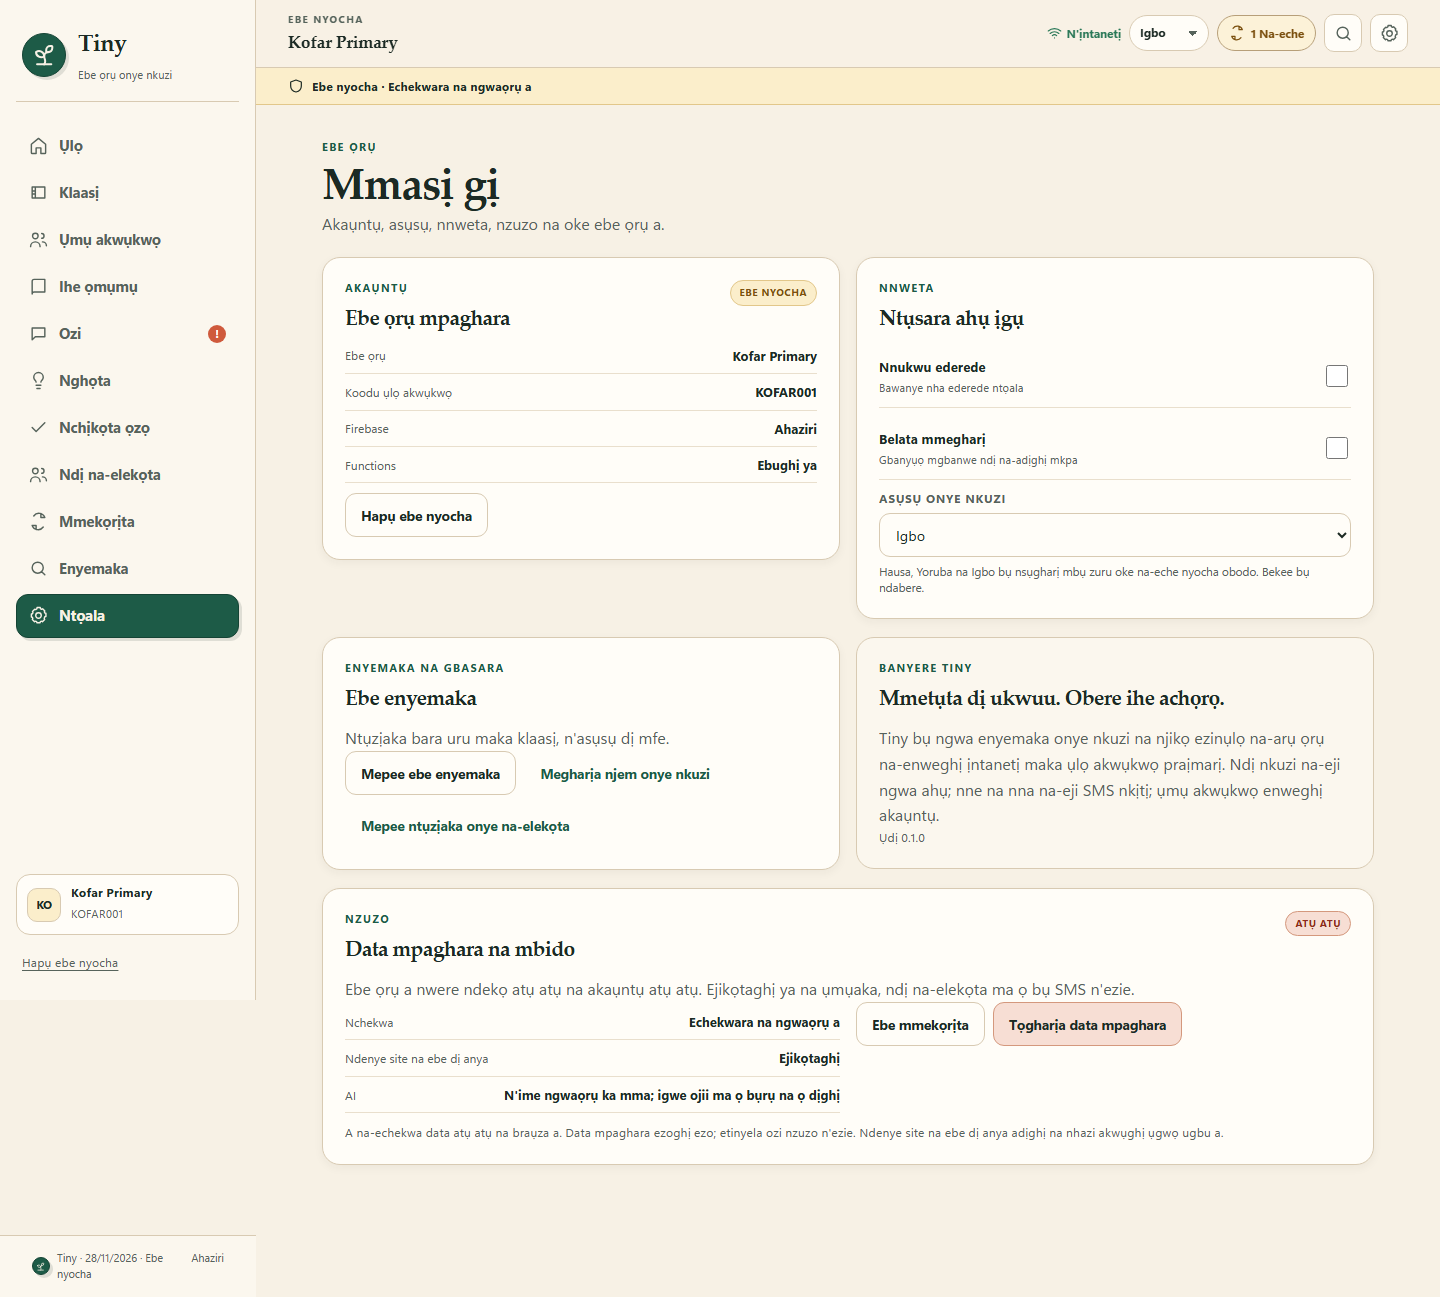 Tiny
Ebe ọrụ onye nkuzi
Ụlọ
Klaasị
Ụmụ akwụkwọ
Ihe ọmụmụ
Ozi
!
Nghọta
Nchịkọta ọzọ
Ndị na-elekọta
Mmekọrịta
Enyemaka
Ntọala
KO
Kofar Primary
KOFAR001
Hapụ ebe nyocha
Tiny · 28/11/2026 · Ebe nyocha
Ahaziri
EBE NYOCHA
Kofar Primary
N'ịntanetị
Igbo
1 Na-eche
Ebe nyocha · Echekwara na ngwaọrụ a
EBE ỌRỤ
Mmasị gị
Akaụntụ, asụsụ, nnweta, nzuzo na oke ebe ọrụ a.
AKAỤNTỤ
EBE NYOCHA
Ebe ọrụ mpaghara
Ebe ọrụ
Kofar Primary
Koodu ụlọ akwụkwọ
KOFAR001
Firebase
Ahaziri
Functions
Ebughị ya
Hapụ ebe nyocha
NNWETA
Ntụsara ahụ ịgụ
Nnukwu ederede
Bawanye nha ederede ntọala
Belata mmegharị
Gbanyụọ mgbanwe ndị na-adịghị mkpa
ASỤSỤ ONYE NKUZI
Igbo
Hausa, Yoruba na Igbo bụ nsụgharị mbụ zuru oke na-eche nyocha obodo. Bekee bụ
ndabere.
ENYEMAKA NA GBASARA
Ebe enyemaka
Ntụzịaka bara uru maka klaasị, n'asụsụ dị mfe.
Mepee ebe enyemaka
Megharịa njem onye nkuzi
Mepee ntụzịaka onye na-elekọta
BANYERE TINY
Mmetụta dị ukwuu. Obere ihe achọrọ.
Tiny bụ ngwa enyemaka onye nkuzi na njikọ ezinụlọ na-arụ ọrụ
na-enweghị ịntanetị maka ụlọ akwụkwọ praịmarị. Ndị nkuzi na-eji
ngwa ahụ; nne na nna na-eji SMS nkịtị; ụmụ akwụkwọ enweghị
akaụntụ.
Ụdị 0.1.0
NZUZO
ATỤ ATỤ
Data mpaghara na mbido
Ebe ọrụ a nwere ndekọ atụ atụ na akaụntụ atụ atụ. Ejikọtaghị ya na ụmụaka, ndị na-elekọta ma ọ bụ SMS n'ezie.
Nchekwa
Echekwara na ngwaọrụ a
Ndenye site na ebe dị anya
Ejikọtaghị
AI
N'ime ngwaọrụ ka mma; igwe ojii ma ọ bụrụ na ọ dịghị
Ebe mmekọrịta
Tọgharịa data mpaghara
A na-echekwa data atụ atụ na braụza a. Data mpaghara ezoghị ezo; etinyela ozi nzuzo n'ezie. Ndenye site na ebe dị anya adịghị na nhazi akwụghị ụgwọ ugbu a.